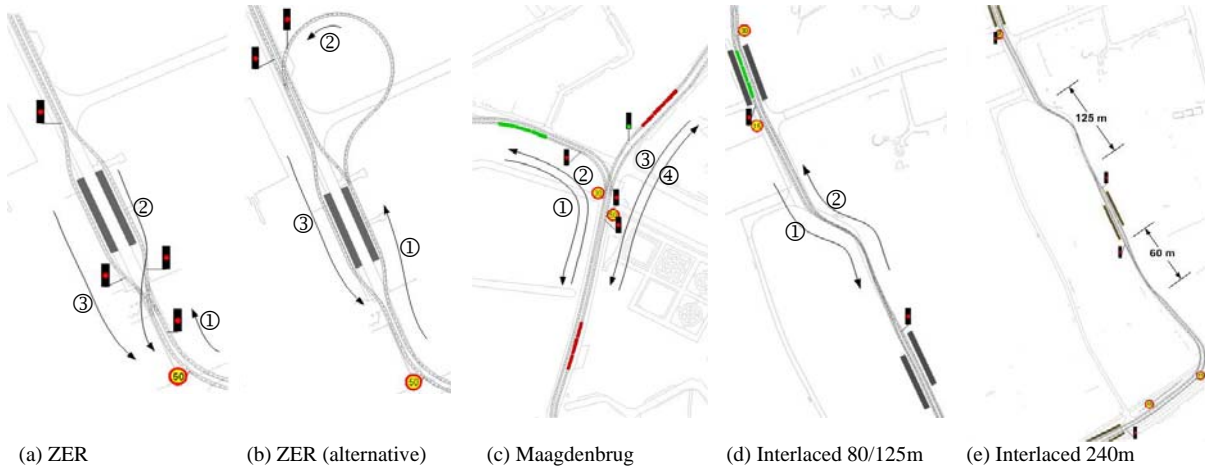 ②
③
①
50
②
③
①
50
③
②
④
①
30
②
①
125 m
60 m
(a) ZER
(b) ZER (alternative)
(c) Maagdenbrug
(d) Interlaced 80/125m
(e) Interlaced 240m